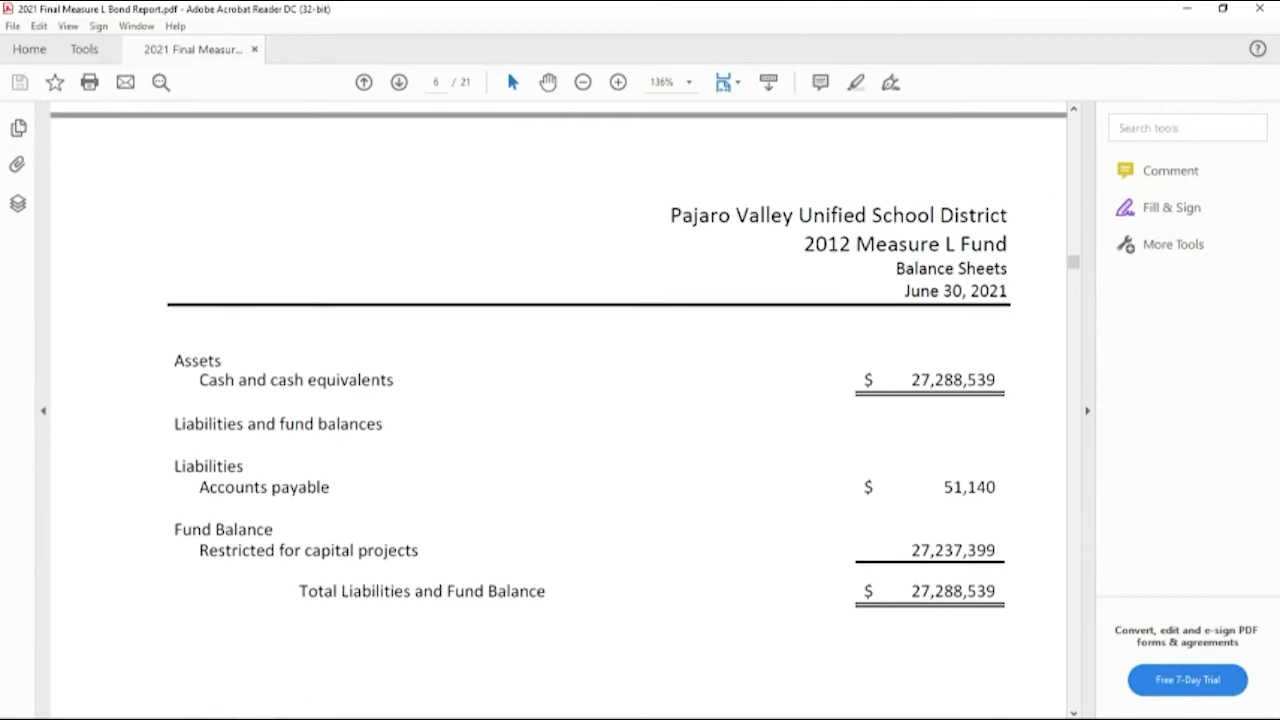 2021 Final Measure L Bond Report.pdf - Adobe Acrobat Reader DC (32-bit)
File Edit View Sign Window Help
Home Tools 2021 Final Measur... ×
6 / 21 136%
Search tools
Comment
Fill & Sign
More Tools
Pajaro Valley Unified School District
2012 Measure L Fund
Balance Sheets
June 30, 2021
Assets
Cash and cash equivalents $ 27,288,539
Liabilities and fund balances
Liabilities
Accounts payable $ 51,140
Fund Balance
Restricted for capital projects 27,237,399
Total Liabilities and Fund Balance $ 27,288,539
Convert, edit and e-sign PDF
forms & agreements
Free 7-Day Trial